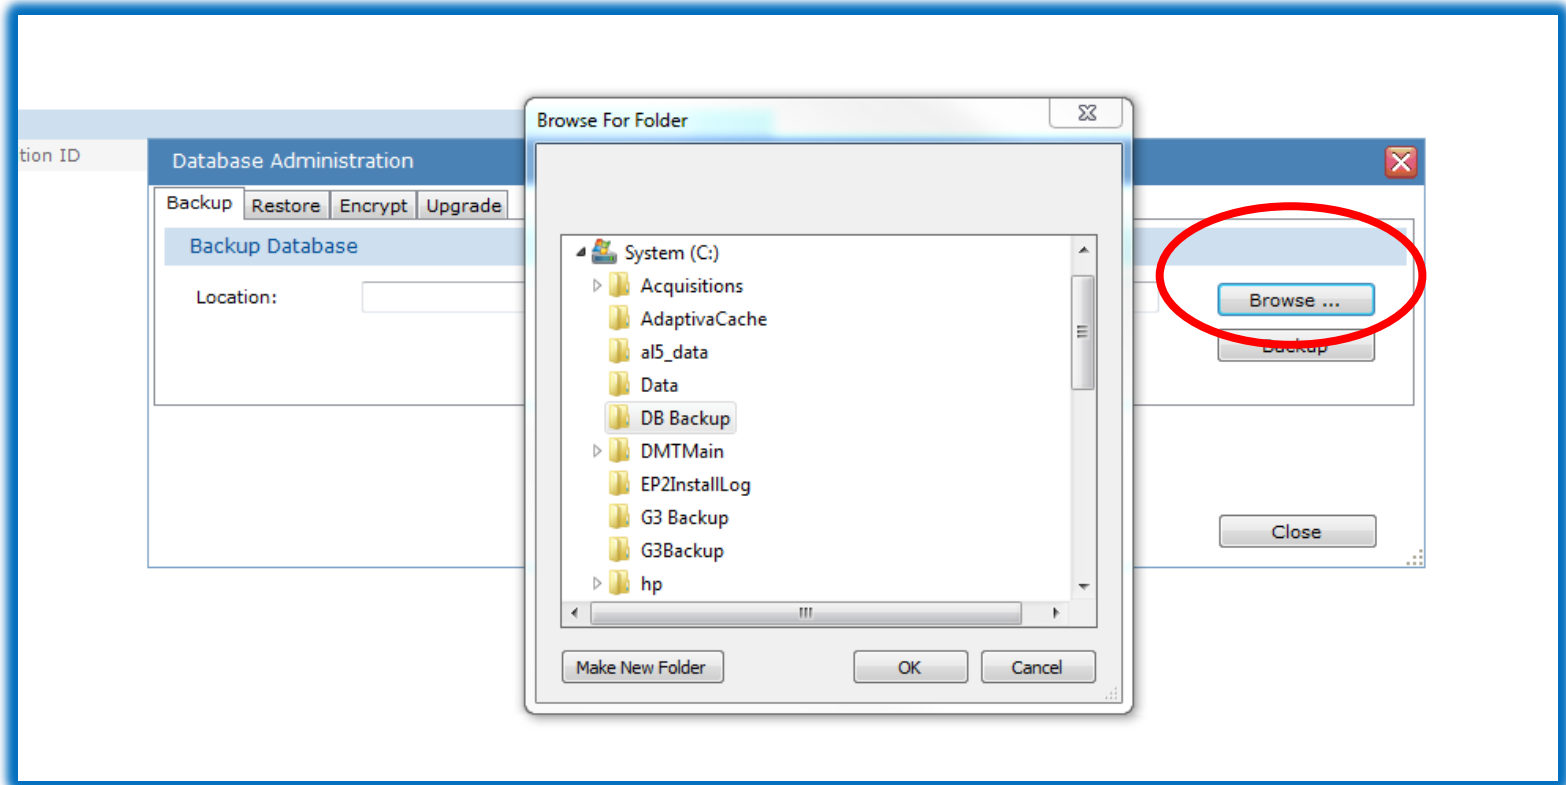 Browse For Folder
tion ID
Database Administration
Backup Restore Encrypt Upgrade
Backup Database
Location:
Browse ...
Backup
System (C:)
Acquisitions
AdaptivaCache
al5_data
Data
DB Backup
DMTMain
EP2InstallLog
G3 Backup
G3Backup
hp
Close
Make New Folder OK Cancel